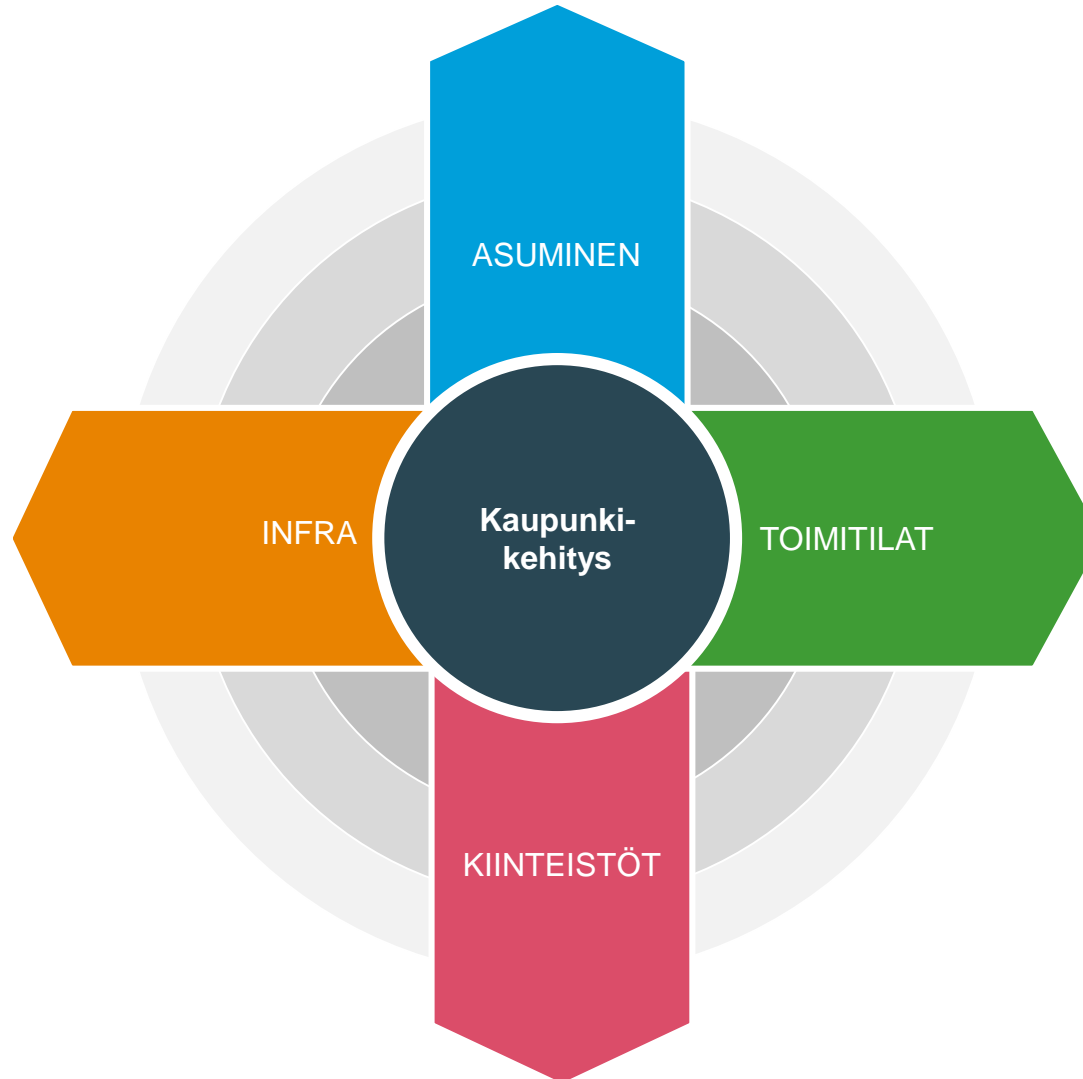 ASUMINEN
INFRA
Kaupunki-
kehitys
TOIMITILAT
KIINTEISTÖT